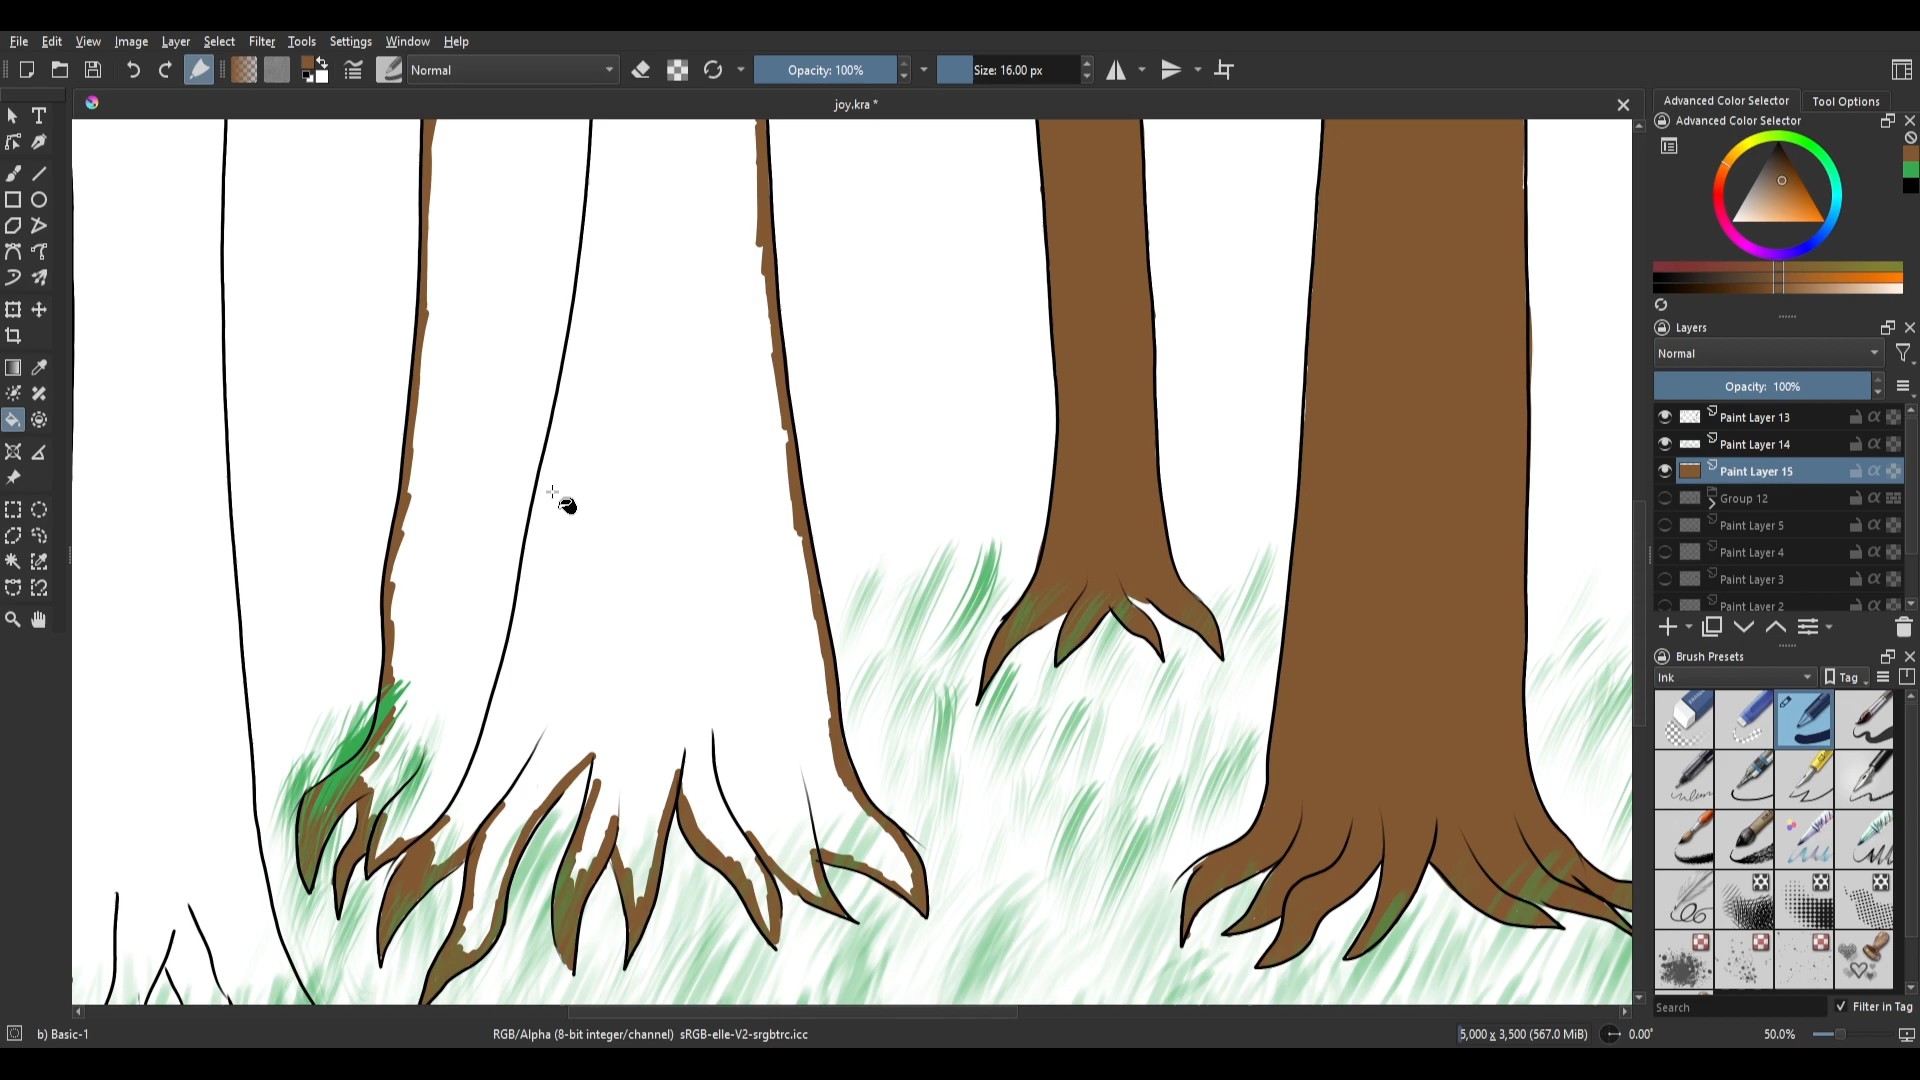 File Edit View Image Layer Select Filter Tools Settings Window Help
Normal Opacity: 100% Size: 16.00 px
joy.kra *
Advanced Color Selector Tool Options
Advanced Color Selector
Layers
Normal
Opacity: 100%
Paint Layer 13
Paint Layer 14
Paint Layer 15
Group 12
Paint Layer 5
Paint Layer 4
Paint Layer 3
Paint Layer 2
Brush Presets
Ink Tag
Search Filter in Tag
b) Basic-1 RGB/Alpha (8-bit integer/channel) sRGB-elle-V2-srgbtrc.icc 5,000 x 3,500 (567.0 MiB) 0.00° 50.0%